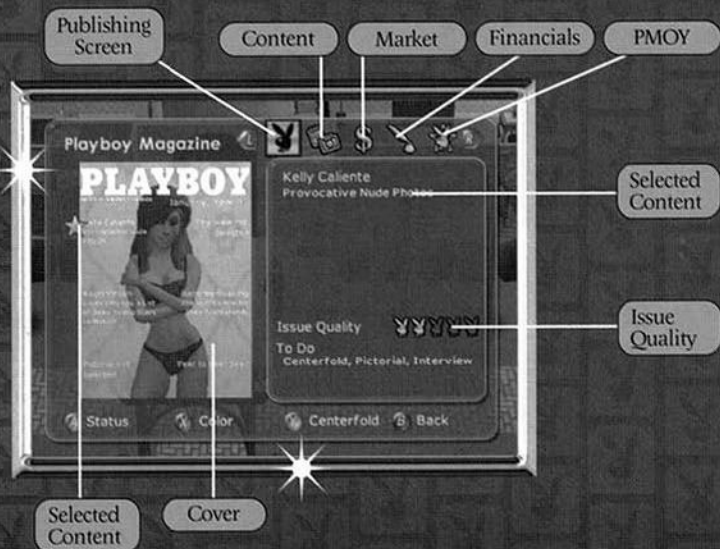 Publishing
Screen
Content
Market
Financials
PMOY
Playboy Magazine
L
R
PLAYBOY
Kelly Caliente
Provocative Nude Photos
Selected
Content
Issue Quality
Issue
Quality
To Do
Centerfold, Pictorial, Interview
A Status
X Color
Y Centerfold
B Back
Selected
Content
Cover